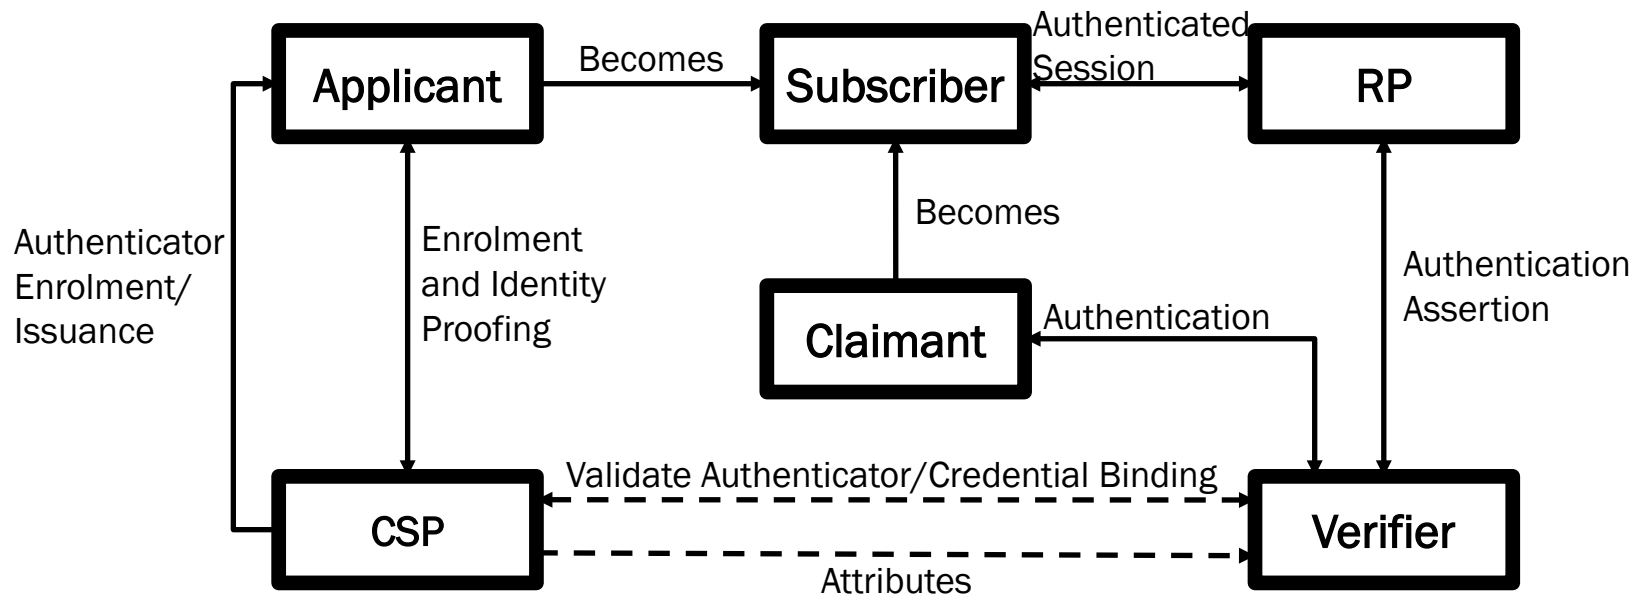 Applicant
Becomes
Subscriber
Authenticated
Session
RP
Authenticator
Enrolment/
Issuance
Enrolment
and Identity
Proofing
Becomes
Claimant
Authentication
Authentication
Assertion
CSP
Validate Authenticator/Credential Binding
Attributes
Verifier